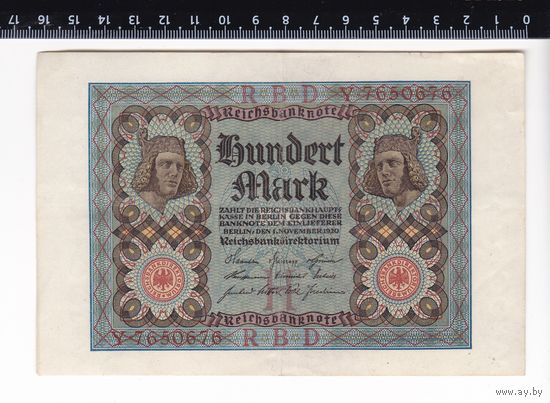 17 16 15 14 13 12 11 10 9 8 7 6 5 4 3 2 1 0
R B D Y·7650676
Reichsbanknote
Hundert
Mark
ZAHLT DIE REICHSBANKHAUPT-
KASSE IN BERLIN GEGEN DIESE
BANKNOTE DEM EINLIEFERER
BERLIN, DEN 1. NOVEMBER 1920
Reichsbankdirektorium
Reichsbanknote
Y·7650676 R B D
www.ay.by